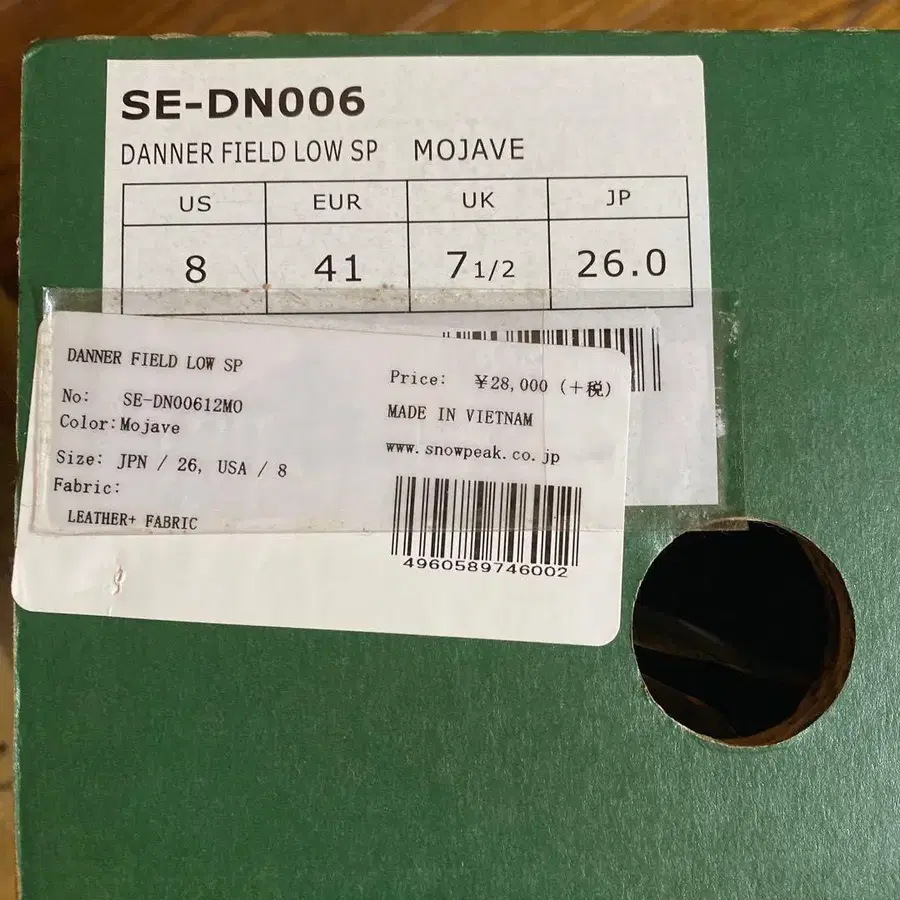 SE-DN006
DANNER FIELD LOW SP MOJAVE
US EUR UK JP
8 41 7 1/2 26.0
DANNER FIELD LOW SP
No: SE-DN00612MO
Color:Mojave
Size: JPN / 26, USA / 8
Fabric:
LEATHER+ FABRIC
Price: ¥28,000 (+税)
MADE IN VIETNAM
www.snowpeak.co.jp
4960589746002